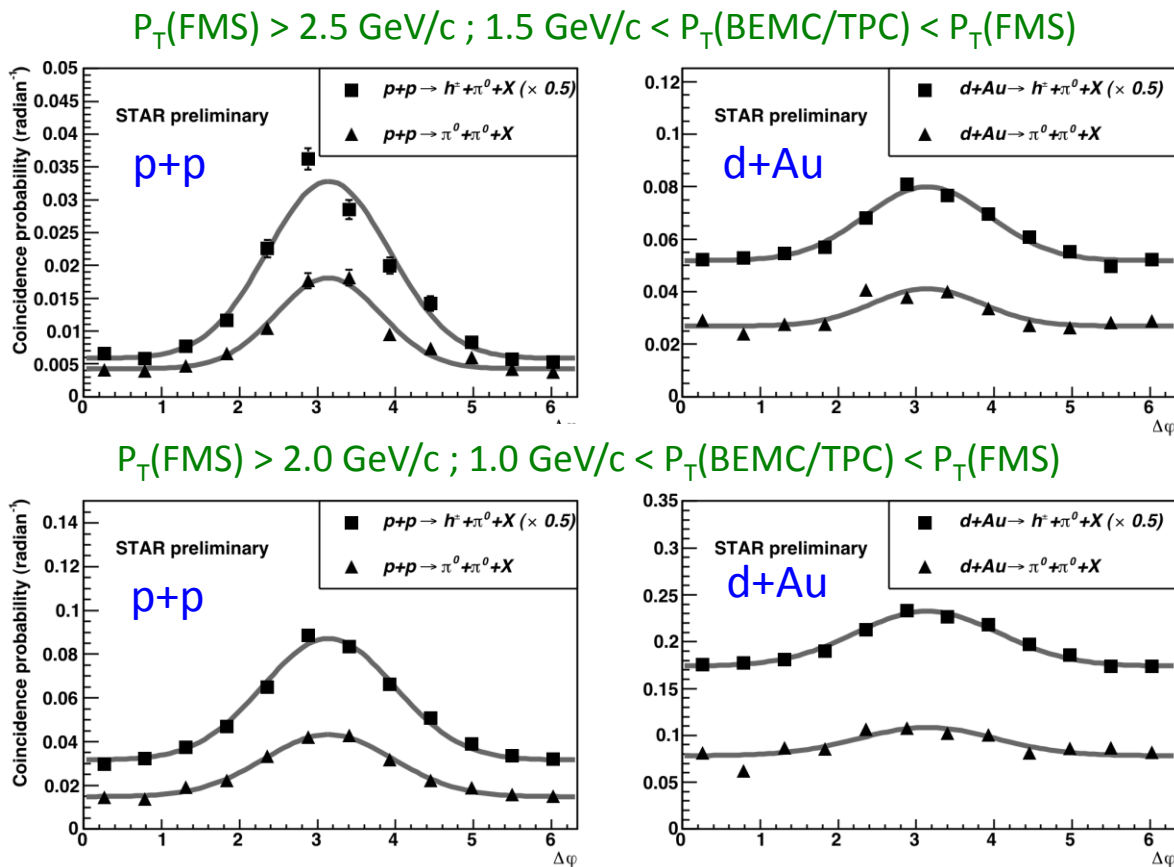 P_T(FMS) > 2.5 GeV/c ; 1.5 GeV/c < P_T(BEMC/TPC) < P_T(FMS)
Coincidence probability (radian⁻¹)
0.05
0.045
0.04
0.035
0.03
0.025
0.02
0.015
0.01
0.005
0
STAR preliminary
p+p
p+p→ h±+π⁰+X (× 0.5)
p+p→ π⁰+π⁰+X
0 1 2 3 4 5 6
0.12
0.1
0.08
0.06
0.04
0.02
0
STAR preliminary
d+Au
d+Au→ h±+π⁰+X (× 0.5)
d+Au→ π⁰+π⁰+X
0 1 2 3 4 5 6
Δφ
P_T(FMS) > 2.0 GeV/c ; 1.0 GeV/c < P_T(BEMC/TPC) < P_T(FMS)
Coincidence probability (radian⁻¹)
0.14
0.12
0.1
0.08
0.06
0.04
0.02
0
STAR preliminary
p+p
p+p→ h±+π⁰+X (× 0.5)
p+p→ π⁰+π⁰+X
0 1 2 3 4 5 6
Δφ
0.35
0.3
0.25
0.2
0.15
0.1
0.05
0
STAR preliminary
d+Au
d+Au→ h±+π⁰+X (× 0.5)
d+Au→ π⁰+π⁰+X
0 1 2 3 4 5 6
Δφ